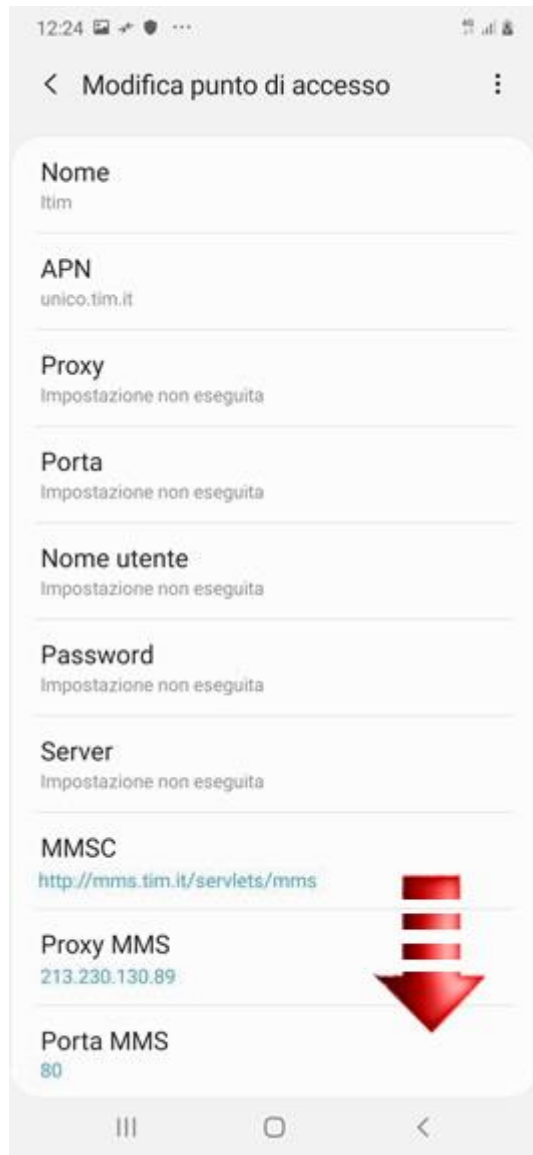 12:24
Modifica punto di accesso
Nome
Itim
APN
unico.tim.it
Proxy
Impostazione non eseguita
Porta
Impostazione non eseguita
Nome utente
Impostazione non eseguita
Password
Impostazione non eseguita
Server
Impostazione non eseguita
MMSC
http://mms.tim.it/servlets/mms
Proxy MMS
213.230.130.89
Porta MMS
80